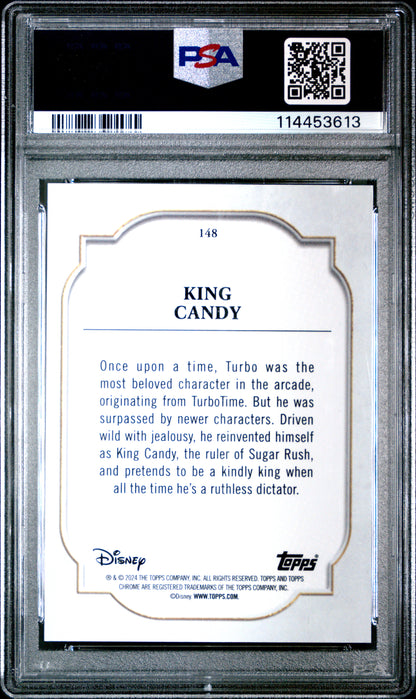 PSA
114453613
148
KING
CANDY
Once upon a time, Turbo was the
most beloved character in the arcade,
originating from TurboTime. But he was
surpassed by newer characters. Driven
wild with jealousy, he reinvented himself
as King Candy, the ruler of Sugar Rush,
and pretends to be a kindly king when
all the time he's a ruthless dictator.
Disney
Topps®
® & © 2024 THE TOPPS COMPANY, INC. ALL RIGHTS RESERVED. TOPPS AND TOPPS
CHROME ARE REGISTERED TRADEMARKS OF THE TOPPS COMPANY, INC.
©Disney WWW.TOPPS.COM.
PSA